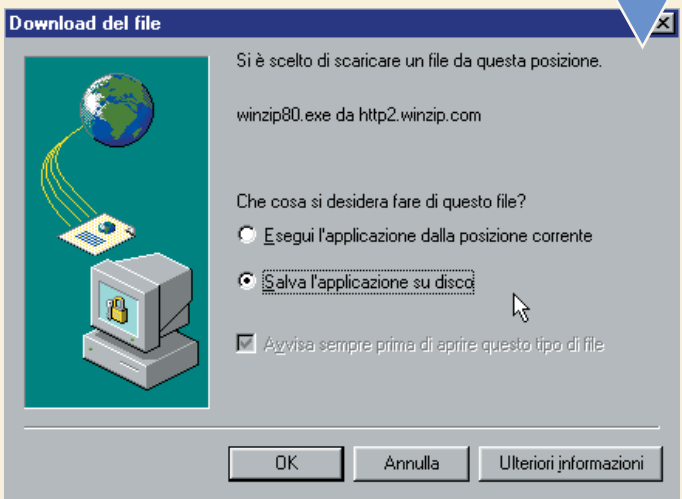 Download del file
Si è scelto di scaricare un file da questa posizione.
winzip80.exe da http2.winzip.com
Che cosa si desidera fare di questo file?
Esegui l'applicazione dalla posizione corrente
Salva l'applicazione su disco
Avvisa sempre prima di aprire questo tipo di file
OK
Annulla
Ulteriori informazioni